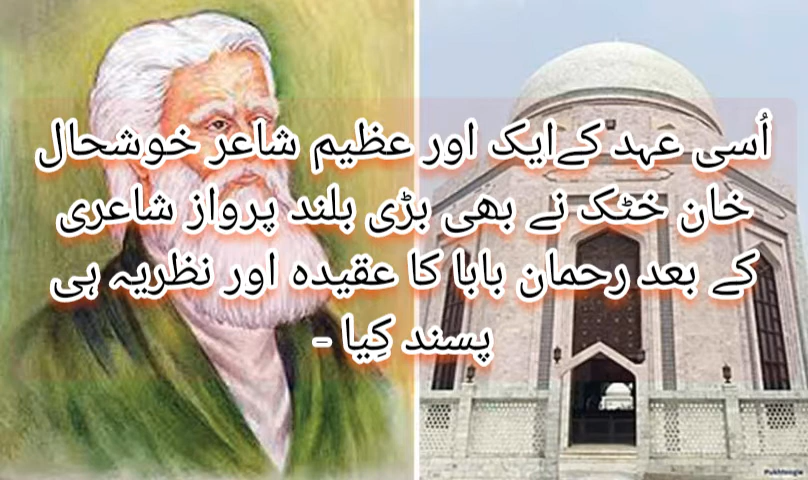 اُسی عہد کےایک اور عظیم شاعر خوشحال
خان خٹک نے بھی بڑی بلند پرواز شاعری
کے بعد رحمان بابا کا عقیدہ اور نظریہ ہی
پسند کِیا -
Pukhtoogle